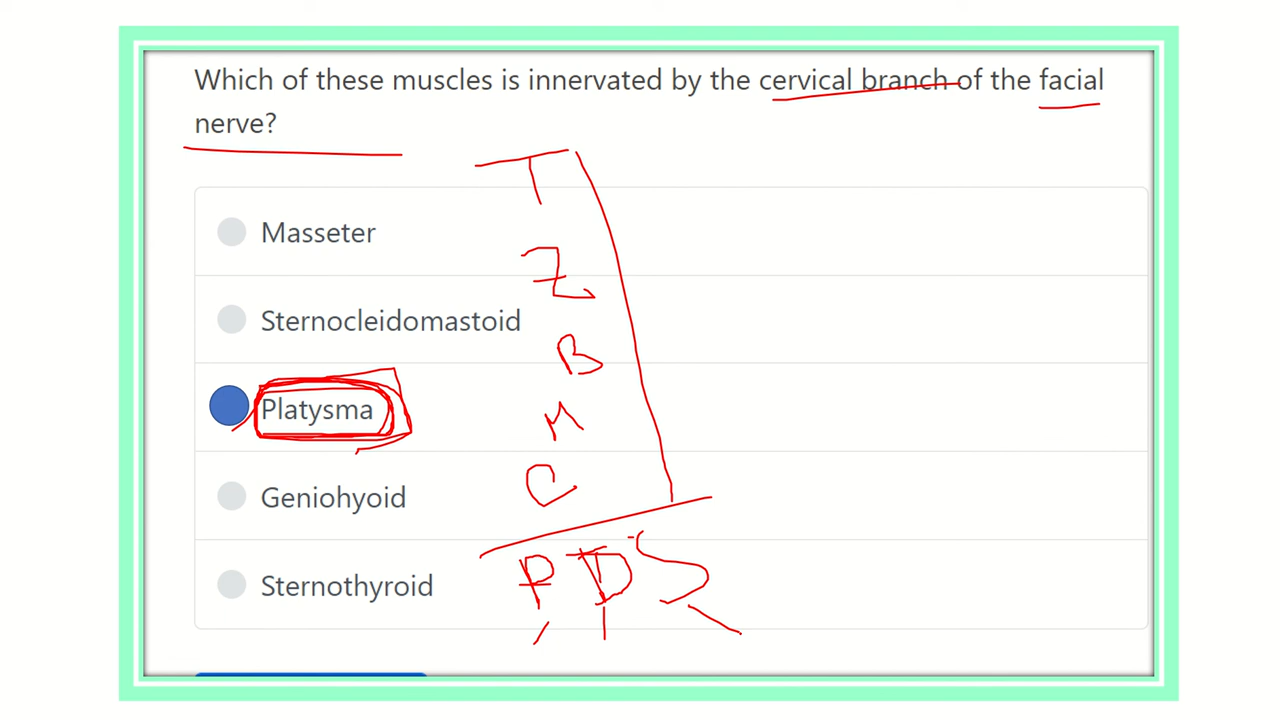 Which of these muscles is innervated by the cervical branch of the facial
nerve?
T
Masseter
Z
Sternocleidomastoid
B
Platysma
M
C
Geniohyoid
P D S
Sternothyroid